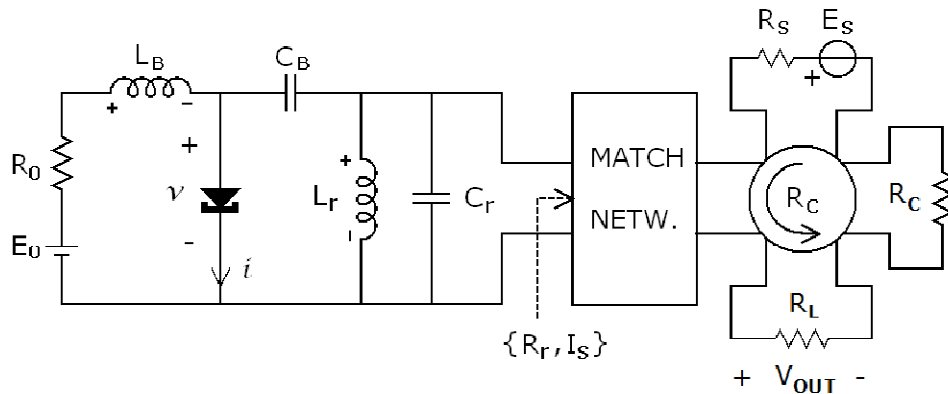 L_B
C_B
R_S
E_S
+ -
+
R_0
+
ν
-
+
L_r
-
C_r
MATCH
NETW.
R_C
R_C
E_0
i
{R_r, I_s}
R_L
+ V_OUT -